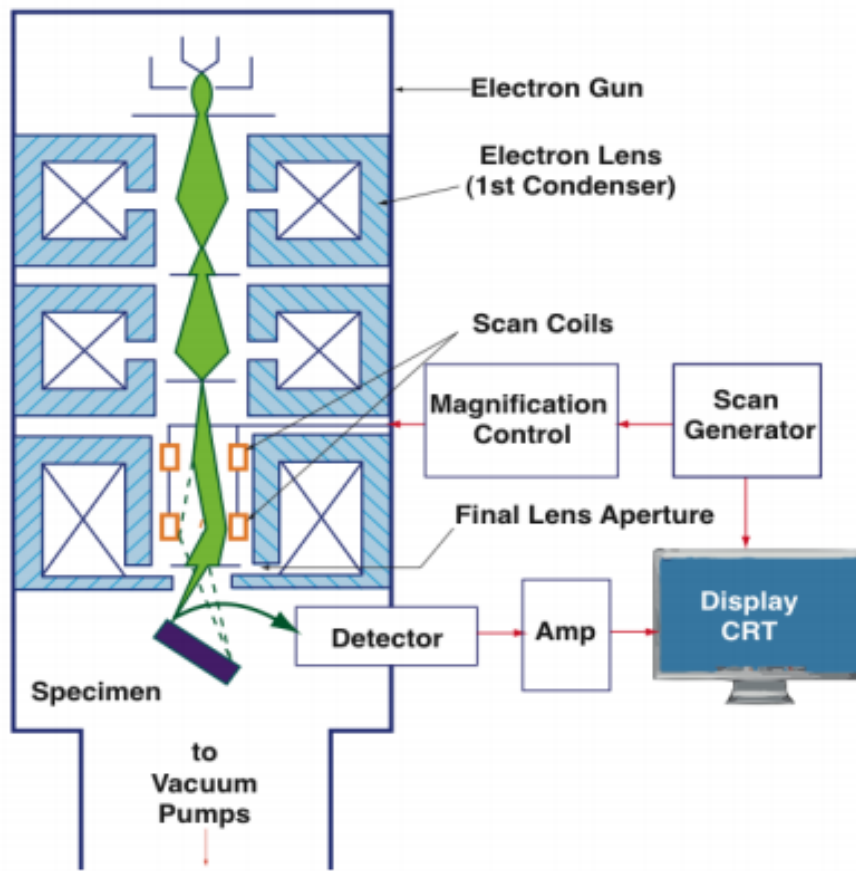 Electron Gun
Electron Lens
(1st Condenser)
Scan Coils
Magnification
Control
Scan
Generator
Final Lens Aperture
Display
CRT
Detector
Amp
Specimen
to
Vacuum
Pumps